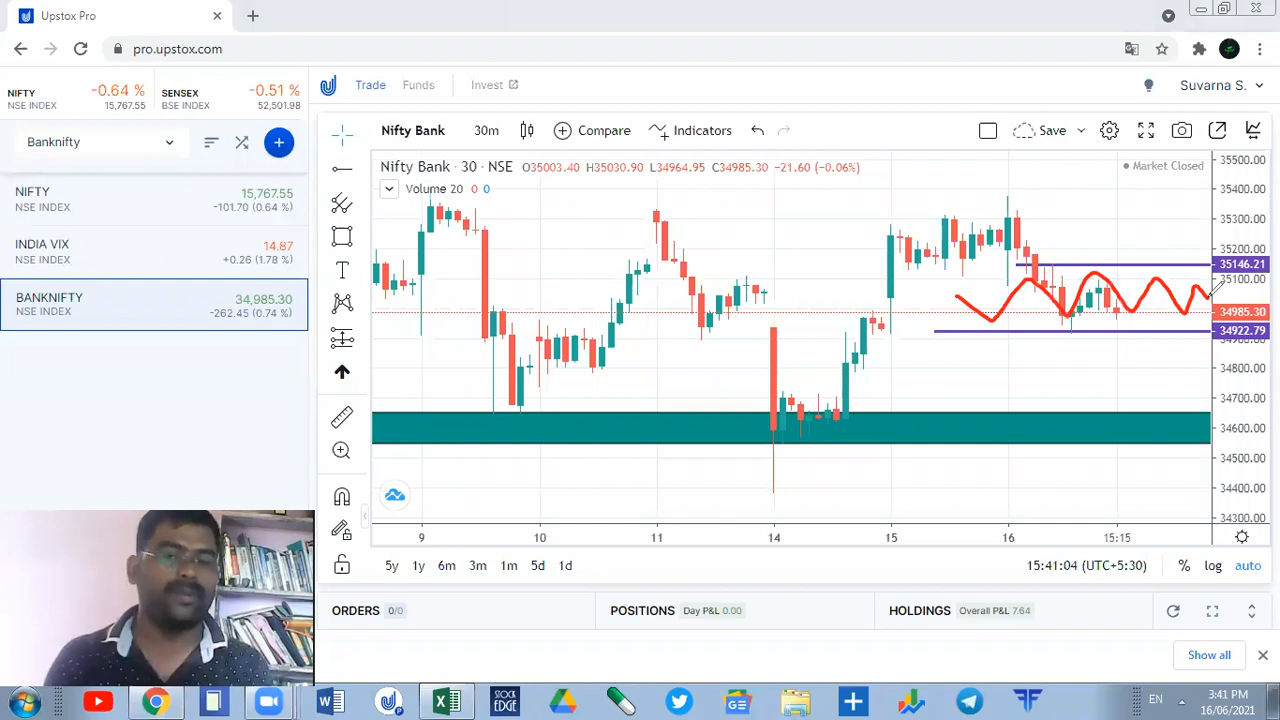 Upstox Pro
pro.upstox.com
NIFTY -0.64 %
NSE INDEX 15,767.55
SENSEX -0.51 %
BSE INDEX 52,501.98
Trade Funds Invest
Suvarna S.
Banknifty
NIFTY 15,767.55
NSE INDEX -101.70 (0.64 %)
INDIA VIX 14.87
NSE INDEX +0.26 (1.78 %)
BANKNIFTY 34,985.30
NSE INDEX -262.45 (0.74 %)
Nifty Bank 30m Compare Indicators Save
Nifty Bank · 30 · NSE O35003.40 H35030.90 L34964.95 C34985.30 -21.60 (-0.06%)
Market Closed
Volume 20 0 0
35500.00
35400.00
35300.00
35200.00
35146.21
35100.00
34985.30
34922.79
34800.00
34700.00
34600.00
34500.00
34400.00
34300.00
9 10 11 14 15 16 15:15
5y 1y 6m 3m 1m 5d 1d
15:41:04 (UTC+5:30) % log auto
ORDERS 0/0
POSITIONS Day P&L 0.00
HOLDINGS Overall P&L 7.64
Show all
STOCK
EDGE
EN
3:41 PM
16/06/2021